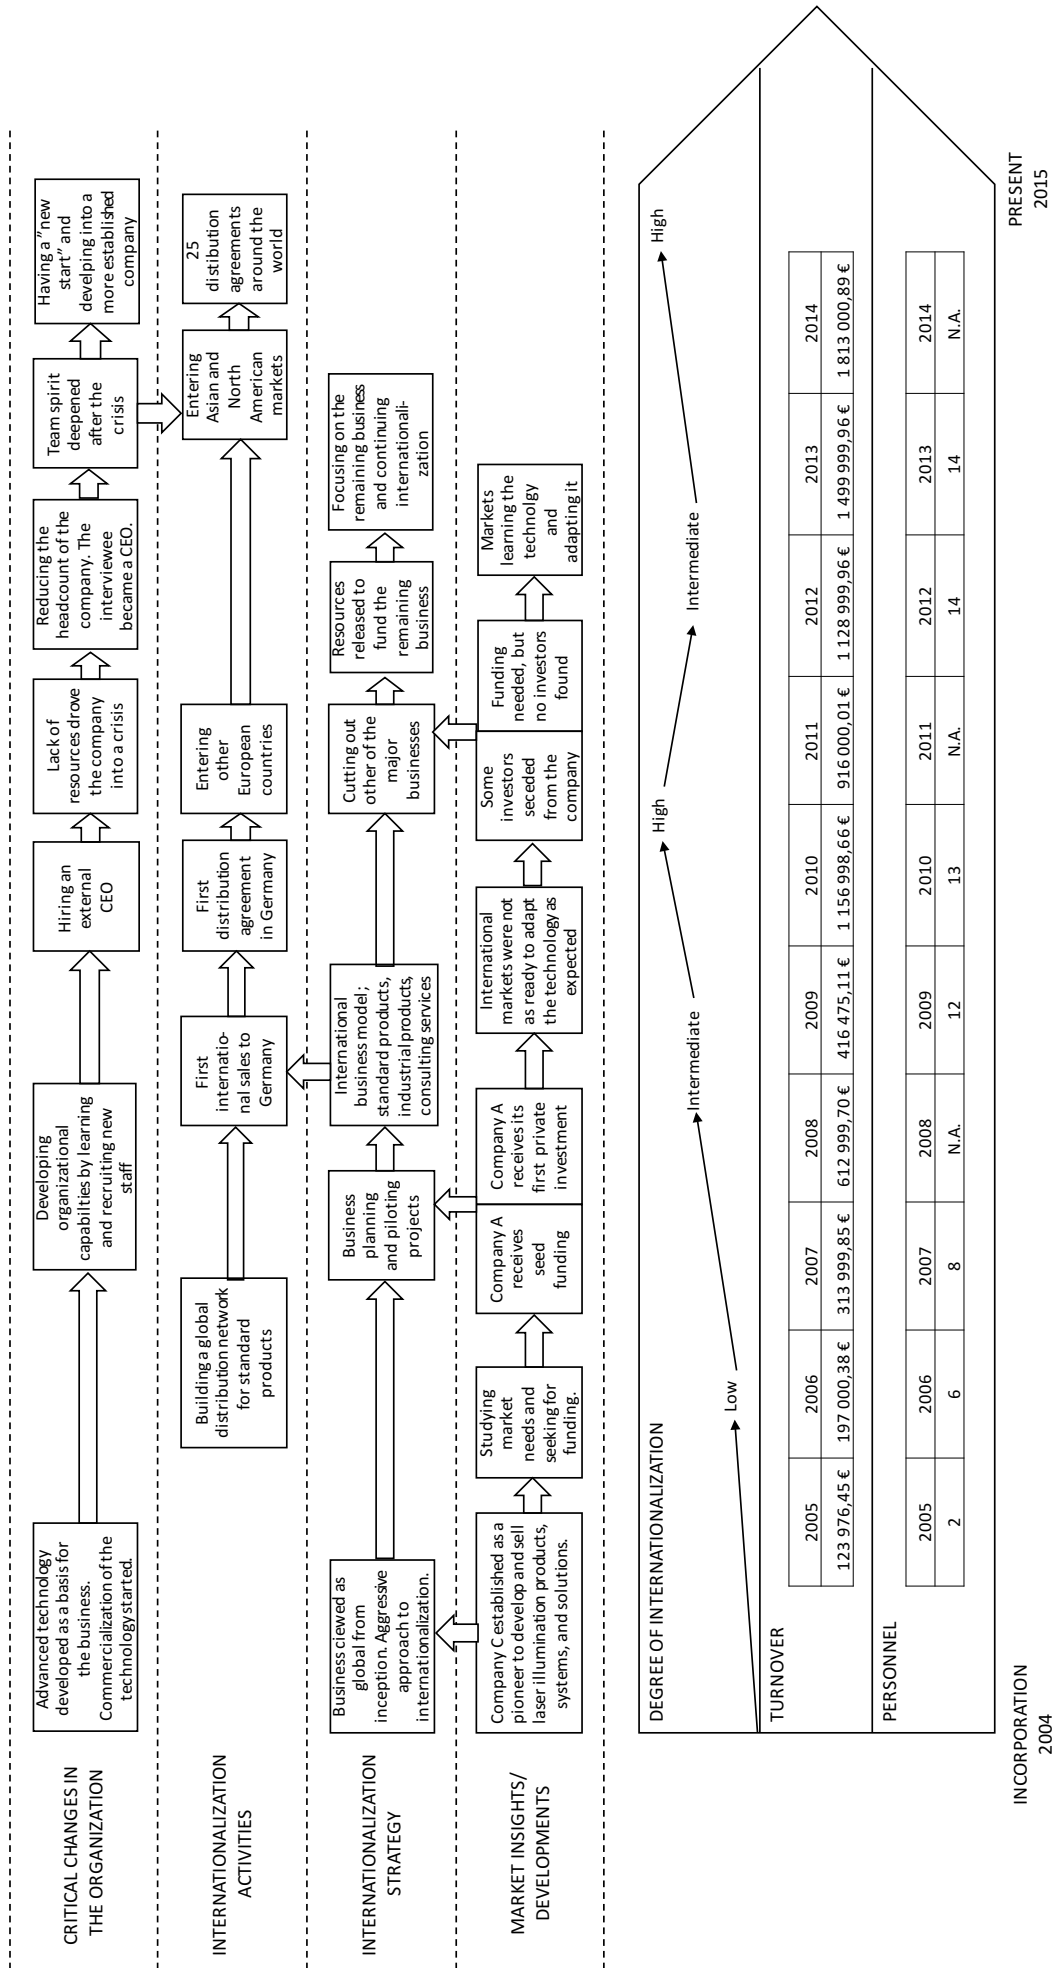 CRITICAL CHANGES IN
THE ORGANIZATION
Advanced technology
developed as a basis for
the business.
Commercialization of the
technology started.
Developing
organizational
capabilties by learning
and recruiting new
staff
Hiring an
external
CEO
Lack of
resources drove
the company
into a crisis
Reducing the
headcount of the
company. The
interviewee
became a CEO.
Team spirit
deepened
after the
crisis
Having a "new
start" and
develping into a
more established
company
INTERNATIONALIZATION
ACTIVITIES
Building a global
distribution network
for standard
products
First
internatio-
nal sales to
Germany
First
distribution
agreement
in Germany
Entering
other
European
countries
Entering
Asian and
North
American
markets
25
distibution
agreements
around the
world
INTERNATIONALIZATION
STRATEGY
Business ciewed as
global from
inception. Aggressive
approach to
internationalization.
Business
planning
and piloting
projects
International
business model;
standard products,
industrial products,
consulting services
Cutting out
other of the
major
businesses
Resources
released to
fund the
remaining
business
Focusing on the
remaining business
and continuing
internationali-
zation
MARKET INSIGHTS/
DEVELOPMENTS
Company C established as a
pioneer to develop and sell
laser illumination products,
systems, and solutions.
Studying
market
needs and
seeking for
funding.
Company A
receives
seed
funding
Company A
receives its
first private
investment
International
markets were not
as ready to adapt
the technology as
expected
Some
investors
seceded
from the
company
Funding
needed, but
no investors
found
Markets
learning the
technolgy
and
adapting it
DEGREE OF INTERNATIONALIZATION
Low
Intermediate
High
Intermediate
High
TURNOVER
2005 2006 2007 2008 2009 2010 2011 2012 2013 2014
123 976,45 € 197 000,38 € 313 999,85 € 612 999,70 € 416 475,11 € 1 156 998,66 € 916 000,01 € 1 128 999,96 € 1 499 999,96 € 1 813 000,89 €
PERSONNEL
2005 2006 2007 2008 2009 2010 2011 2012 2013 2014
2 6 8 N.A. 12 13 N.A. 14 14 N.A.
INCORPORATION
2004
PRESENT
2015